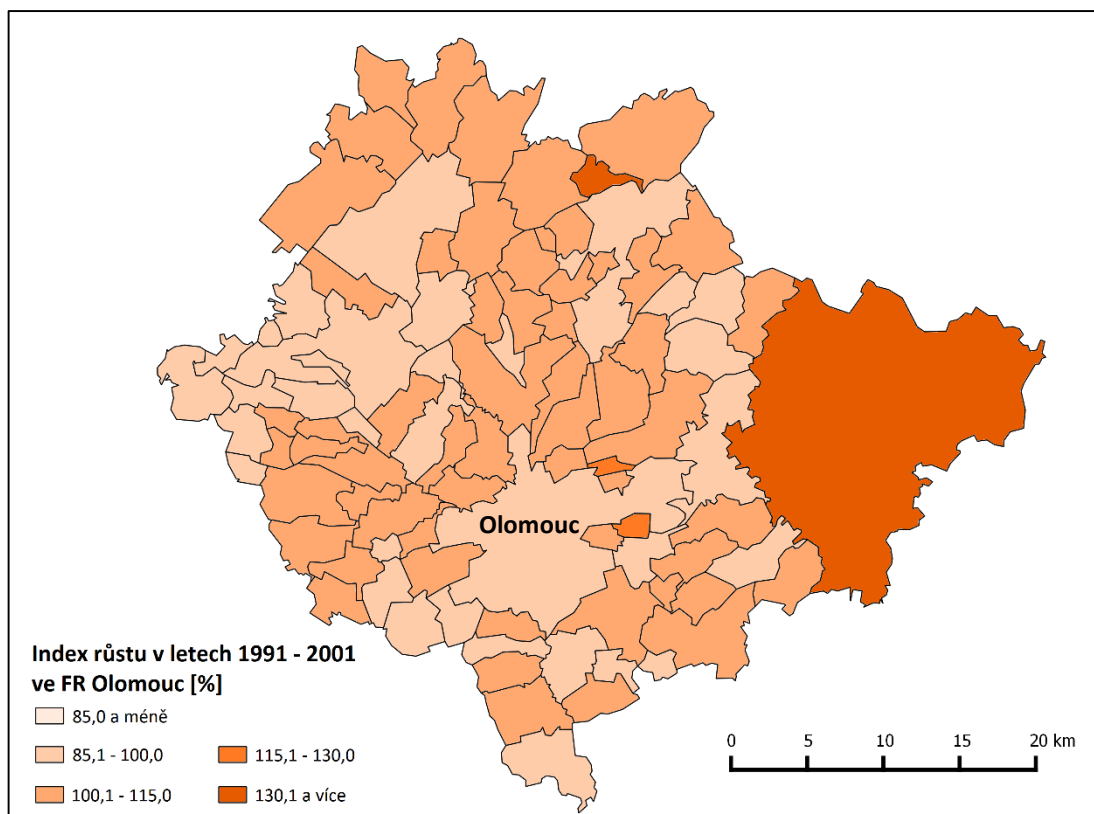 Olomouc
Index růstu v letech 1991 - 2001
ve FR Olomouc [%]
85,0 a méně
85,1 - 100,0
115,1 - 130,0
100,1 - 115,0
130,1 a více
0 5 10 15 20 km